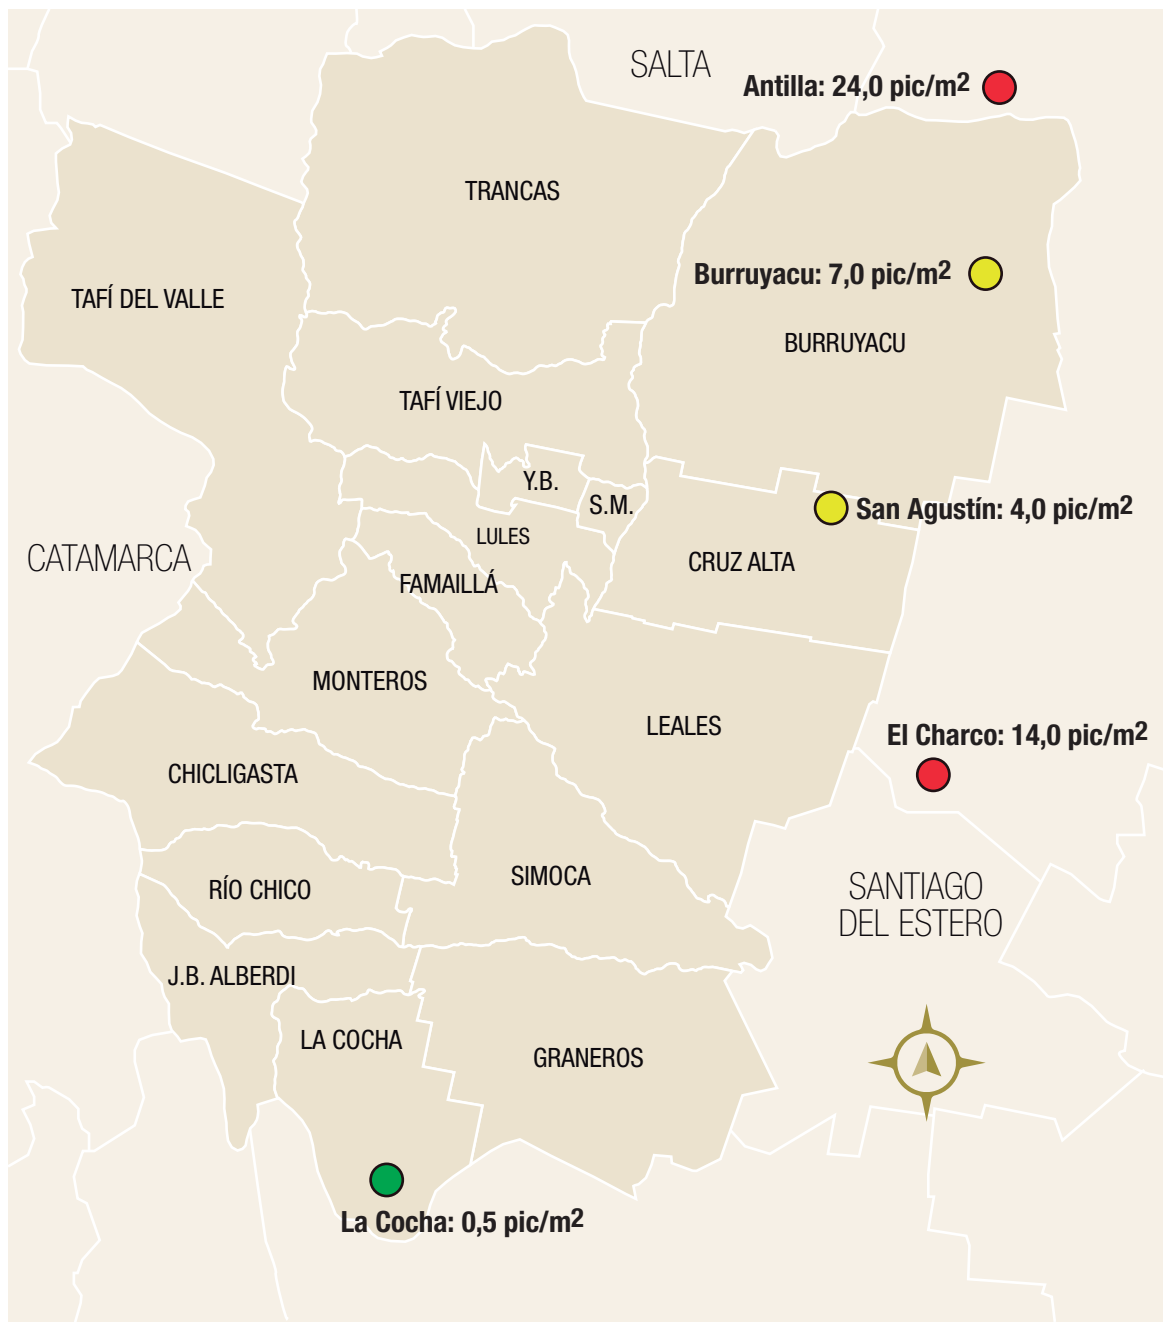 SALTA
Antilla: 24,0 pic/m²
TRANCAS
Burruyacu: 7,0 pic/m²
TAFÍ DEL VALLE
BURRUYACU
TAFÍ VIEJO
Y.B.
S.M.
San Agustín: 4,0 pic/m²
LULES
CATAMARCA
CRUZ ALTA
FAMAILLÁ
MONTEROS
LEALES
El Charco: 14,0 pic/m²
CHICLIGASTA
SIMOCA
RÍO CHICO
SANTIAGO
DEL ESTERO
J.B. ALBERDI
LA COCHA
GRANEROS
La Cocha: 0,5 pic/m²